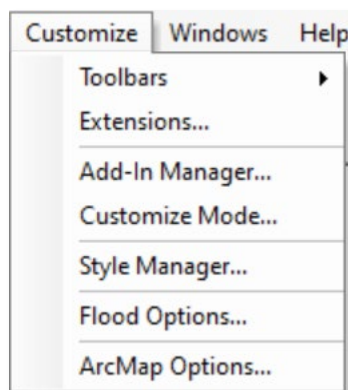 Customize Windows Help
Toolbars
Extensions...
Add-In Manager...
Customize Mode...
Style Manager...
Flood Options...
ArcMap Options...